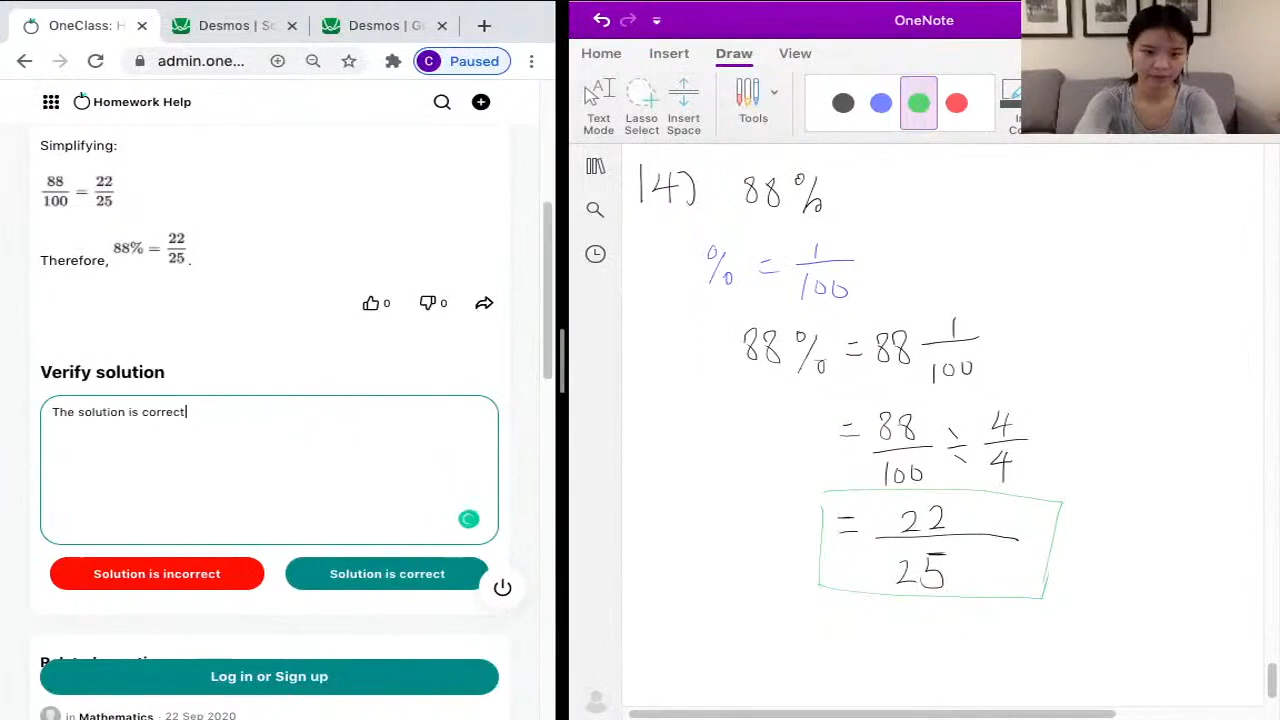 OneClass: H
Desmos | Sc
Desmos | G
admin.one...
C Paused
Homework Help
Simplifying:
88/100 = 22/25
Therefore, 88% = 22/25.
0
0
Verify solution
The solution is correct
Solution is incorrect
Solution is correct
Log in or Sign up
in Mathematics · 22 Sep 2020
OneNote
Home Insert Draw View
Text Mode
Lasso Select
Insert Space
Tools
14) 88%
% = 1/100
88% = 88 1/100
= 88/100 ÷ 4/4
= 22/25